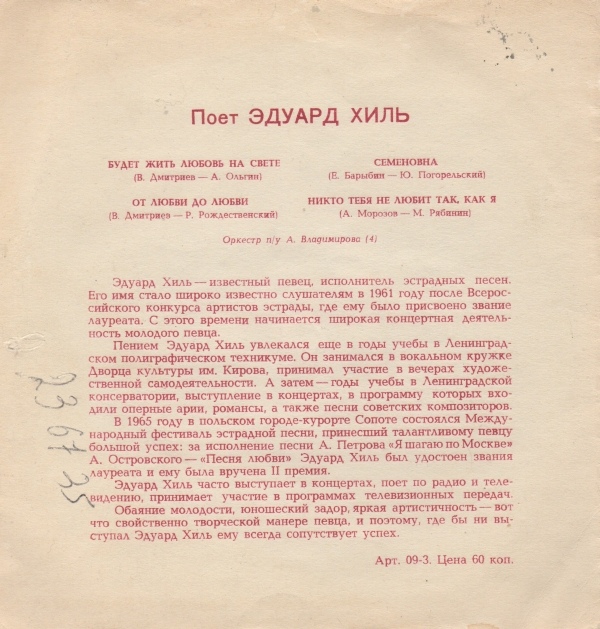 Поет ЭДУАРД ХИЛЬ
БУДЕТ ЖИТЬ ЛЮБОВЬ НА СВЕТЕ
(В. Дмитриев — А. Ольгин)
СЕМЕНОВНА
(Е. Барыбин — Ю. Погорельский)
ОТ ЛЮБВИ ДО ЛЮБВИ
(В. Дмитриев — Р. Рождественский)
НИКТО ТЕБЯ НЕ ЛЮБИТ ТАК, КАК Я
(А. Морозов — М. Рябинин)
Оркестр п/у А. Владимирова (4)
Эдуард Хиль — известный певец, исполнитель эстрадных песен.
Его имя стало широко известно слушателям в 1961 году после Всерос-
сийского конкурса артистов эстрады, где ему было присвоено звание
лауреата. С этого времени начинается широкая концертная деятель-
ность молодого певца.
Пением Эдуард Хиль увлекался еще в годы учебы в Ленинград-
ском полиграфическом техникуме. Он занимался в вокальном кружке
Дворца культуры им. Кирова, принимал участие в вечерах художе-
ственной самодеятельности. А затем — годы учебы в Ленинградской
консерватории, выступление в концертах, в программу которых вхо-
дили оперные арии, романсы, а также песни советских композиторов.
В 1965 году в польском городе-курорте Сопоте состоялся Между-
народный фестиваль эстрадной песни, принесший талантливому певцу
большой успех: за исполнение песни А. Петрова «Я шагаю по Москве»
А. Островского — «Песня любви» Эдуард Хиль был удостоен звания
лауреата и ему была вручена II премия.
Эдуард Хиль часто выступает в концертах, поет по радио и теле-
видению, принимает участие в программах телевизионных передач.
Обаяние молодости, юношеский задор, яркая артистичность — вот
что свойственно творческой манере певца, и поэтому, где бы ни вы-
ступал Эдуард Хиль ему всегда сопутствует успех.
Арт. 09-3. Цена 60 коп.
23 67 35